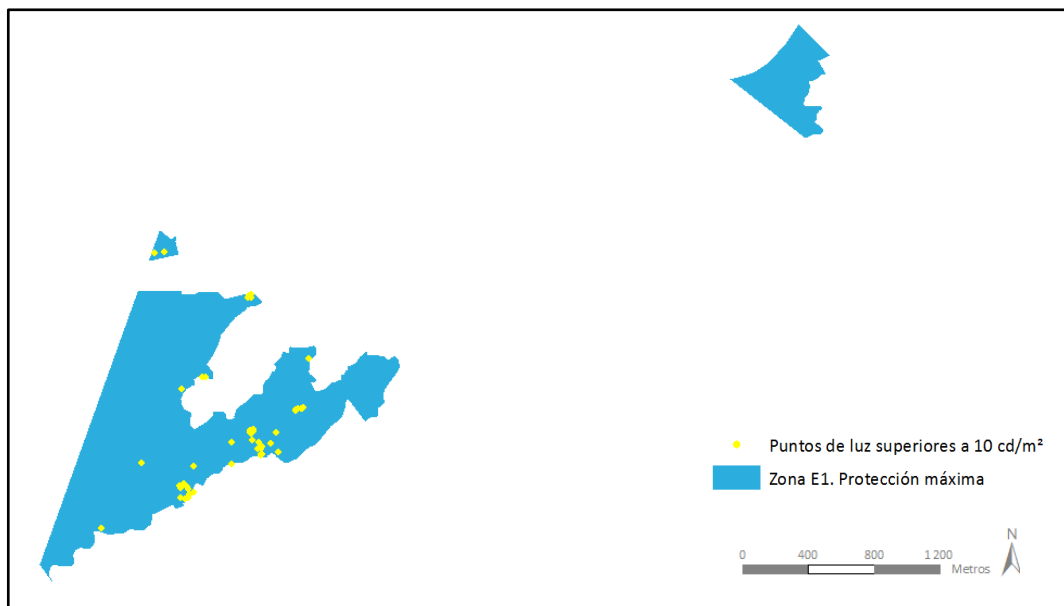 Puntos de luz superiores a 10 cd/m²
Zona E1. Protección máxima
N
0 400 800 1 200
Metros